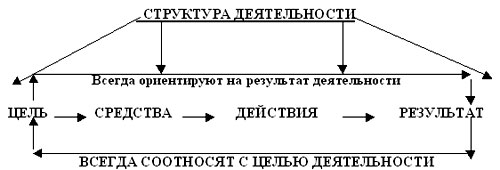 СТРУКТУРА ДЕЯТЕЛЬНОСТИ
Всегда ориентируют на результат деятельности
ЦЕЛЬ СРЕДСТВА ДЕЙСТВИЯ РЕЗУЛЬТАТ
ВСЕГДА СООТНОСЯТ С ЦЕЛЬЮ ДЕЯТЕЛЬНОСТИ